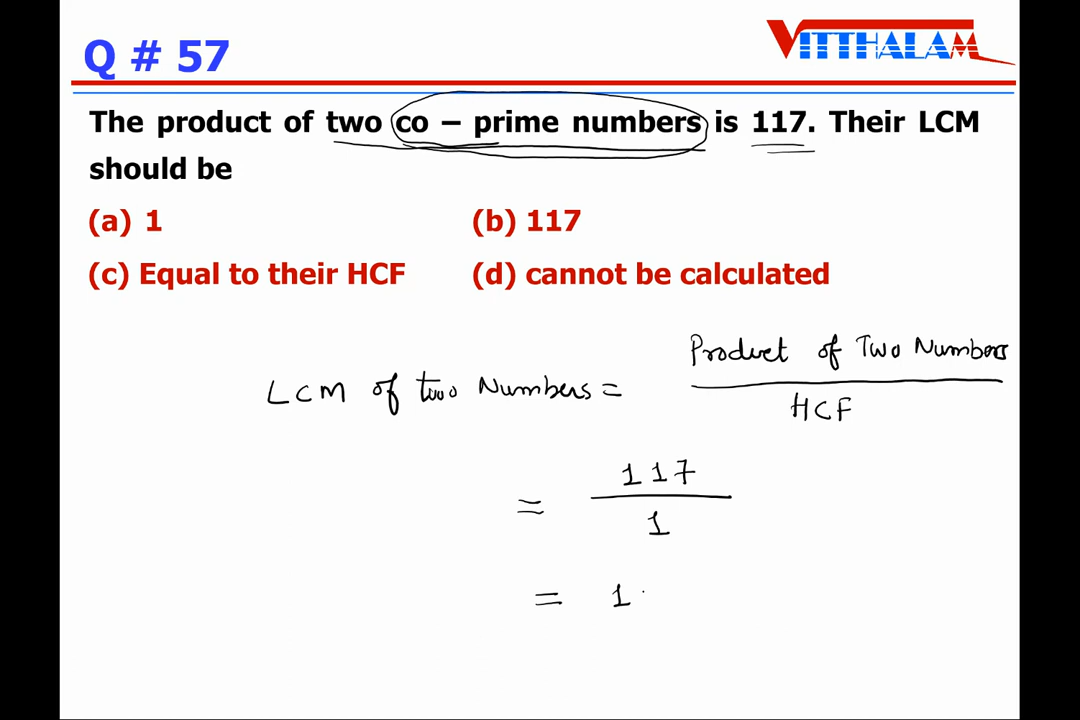 Q # 57
VITTHALAM
The product of two co – prime numbers is 117. Their LCM
should be
(a) 1
(b) 117
(c) Equal to their HCF
(d) cannot be calculated
LCM of two Numbers = Product of Two Numbers
HCF
= 117
1
= 1